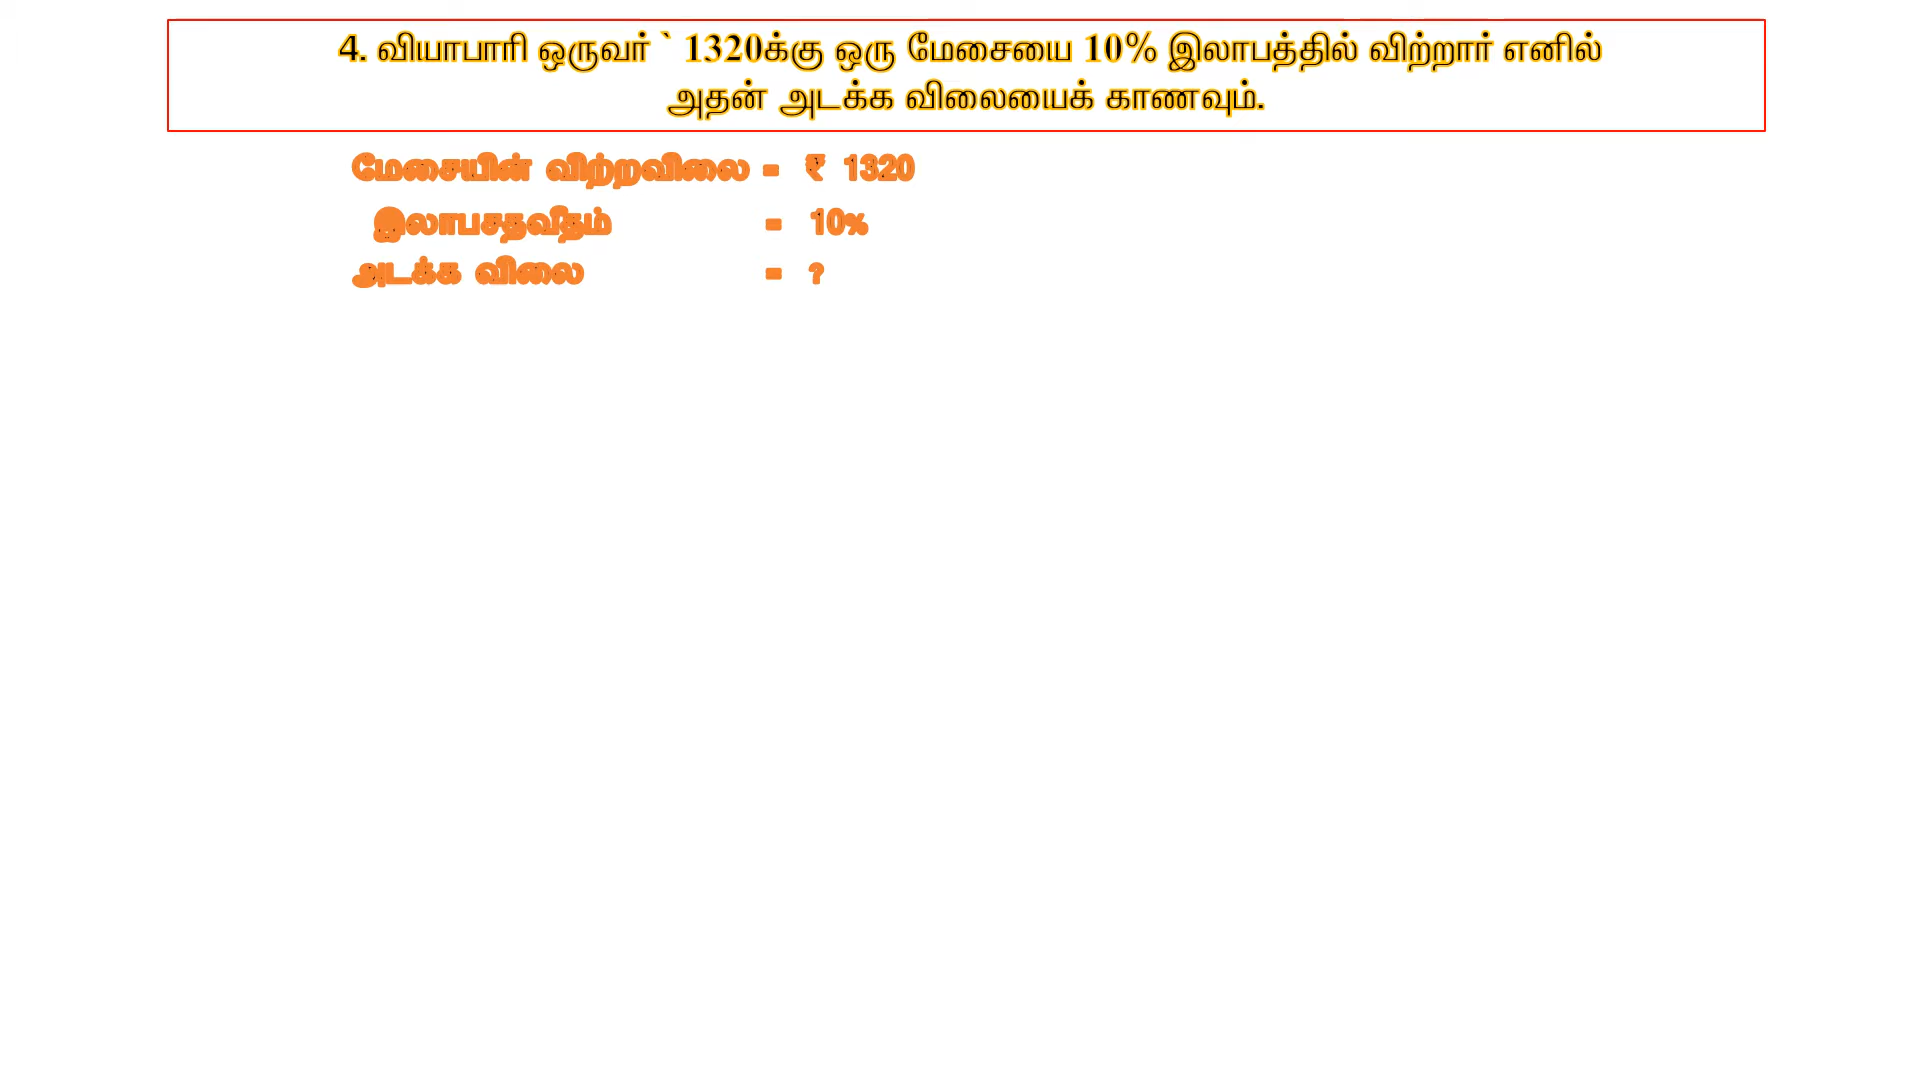 4. வியாபாரி ஒருவர் ` 1320க்கு ஒரு மேசையை 10% இலாபத்தில் விற்றார் எனில்
அதன் அடக்க விலையைக் காணவும்.
மேசையின் விற்றவிலை = ₹ 1320
இலாபசதவீதம் = 10%
அடக்க விலை = ?